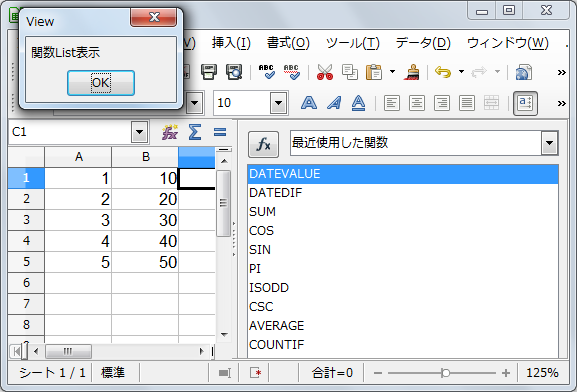 View
関数List表示
OK
(V) 挿入(I) 書式(O) ツール(T) データ(D) ウィンドウ(W)
ABC ABC
10
C1
fx 最近使用した関数
A B
1 1 10
2 2 20
3 3 30
4 4 40
5 5 50
6
7
8
DATEVALUE
DATEDIF
SUM
COS
SIN
PI
ISODD
CSC
AVERAGE
COUNTIF
シート 1 / 1 標準 合計=0 125%